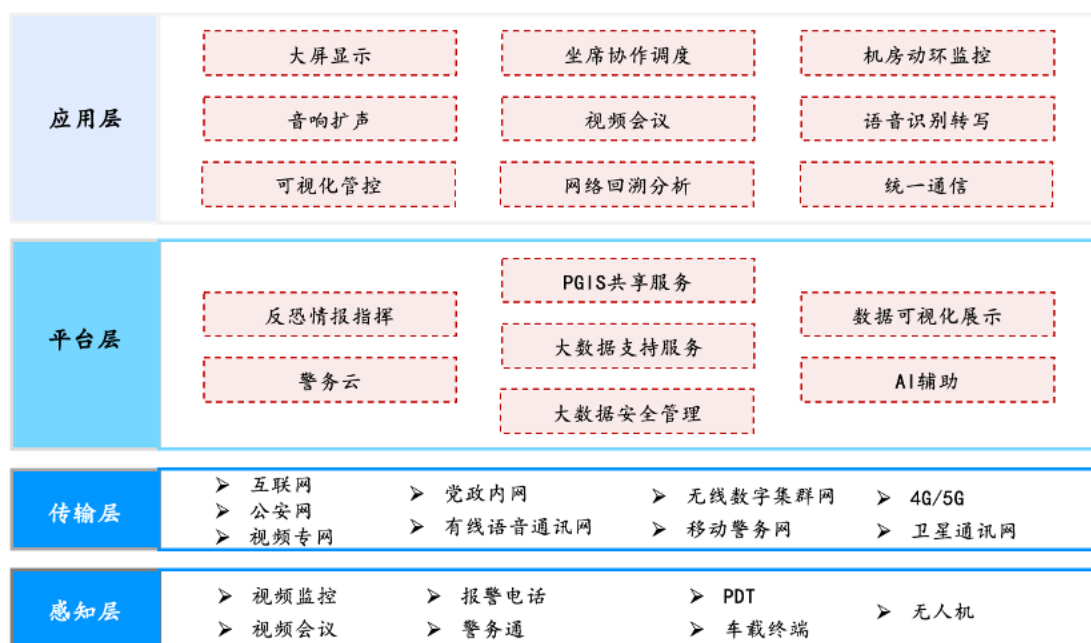 应用层
大屏显示
坐席协作调度
机房动环监控
音响扩声
视频会议
语音识别转写
可视化管控
网络回溯分析
统一通信
平台层
PGIS共享服务
反恐情报指挥
数据可视化展示
大数据支持服务
警务云
AI辅助
大数据安全管理
传输层
互联网
公安网
视频专网
党政内网
有线语音通讯网
无线数字集群网
移动警务网
4G/5G
卫星通讯网
感知层
视频监控
视频会议
报警电话
警务通
PDT
车载终端
无人机